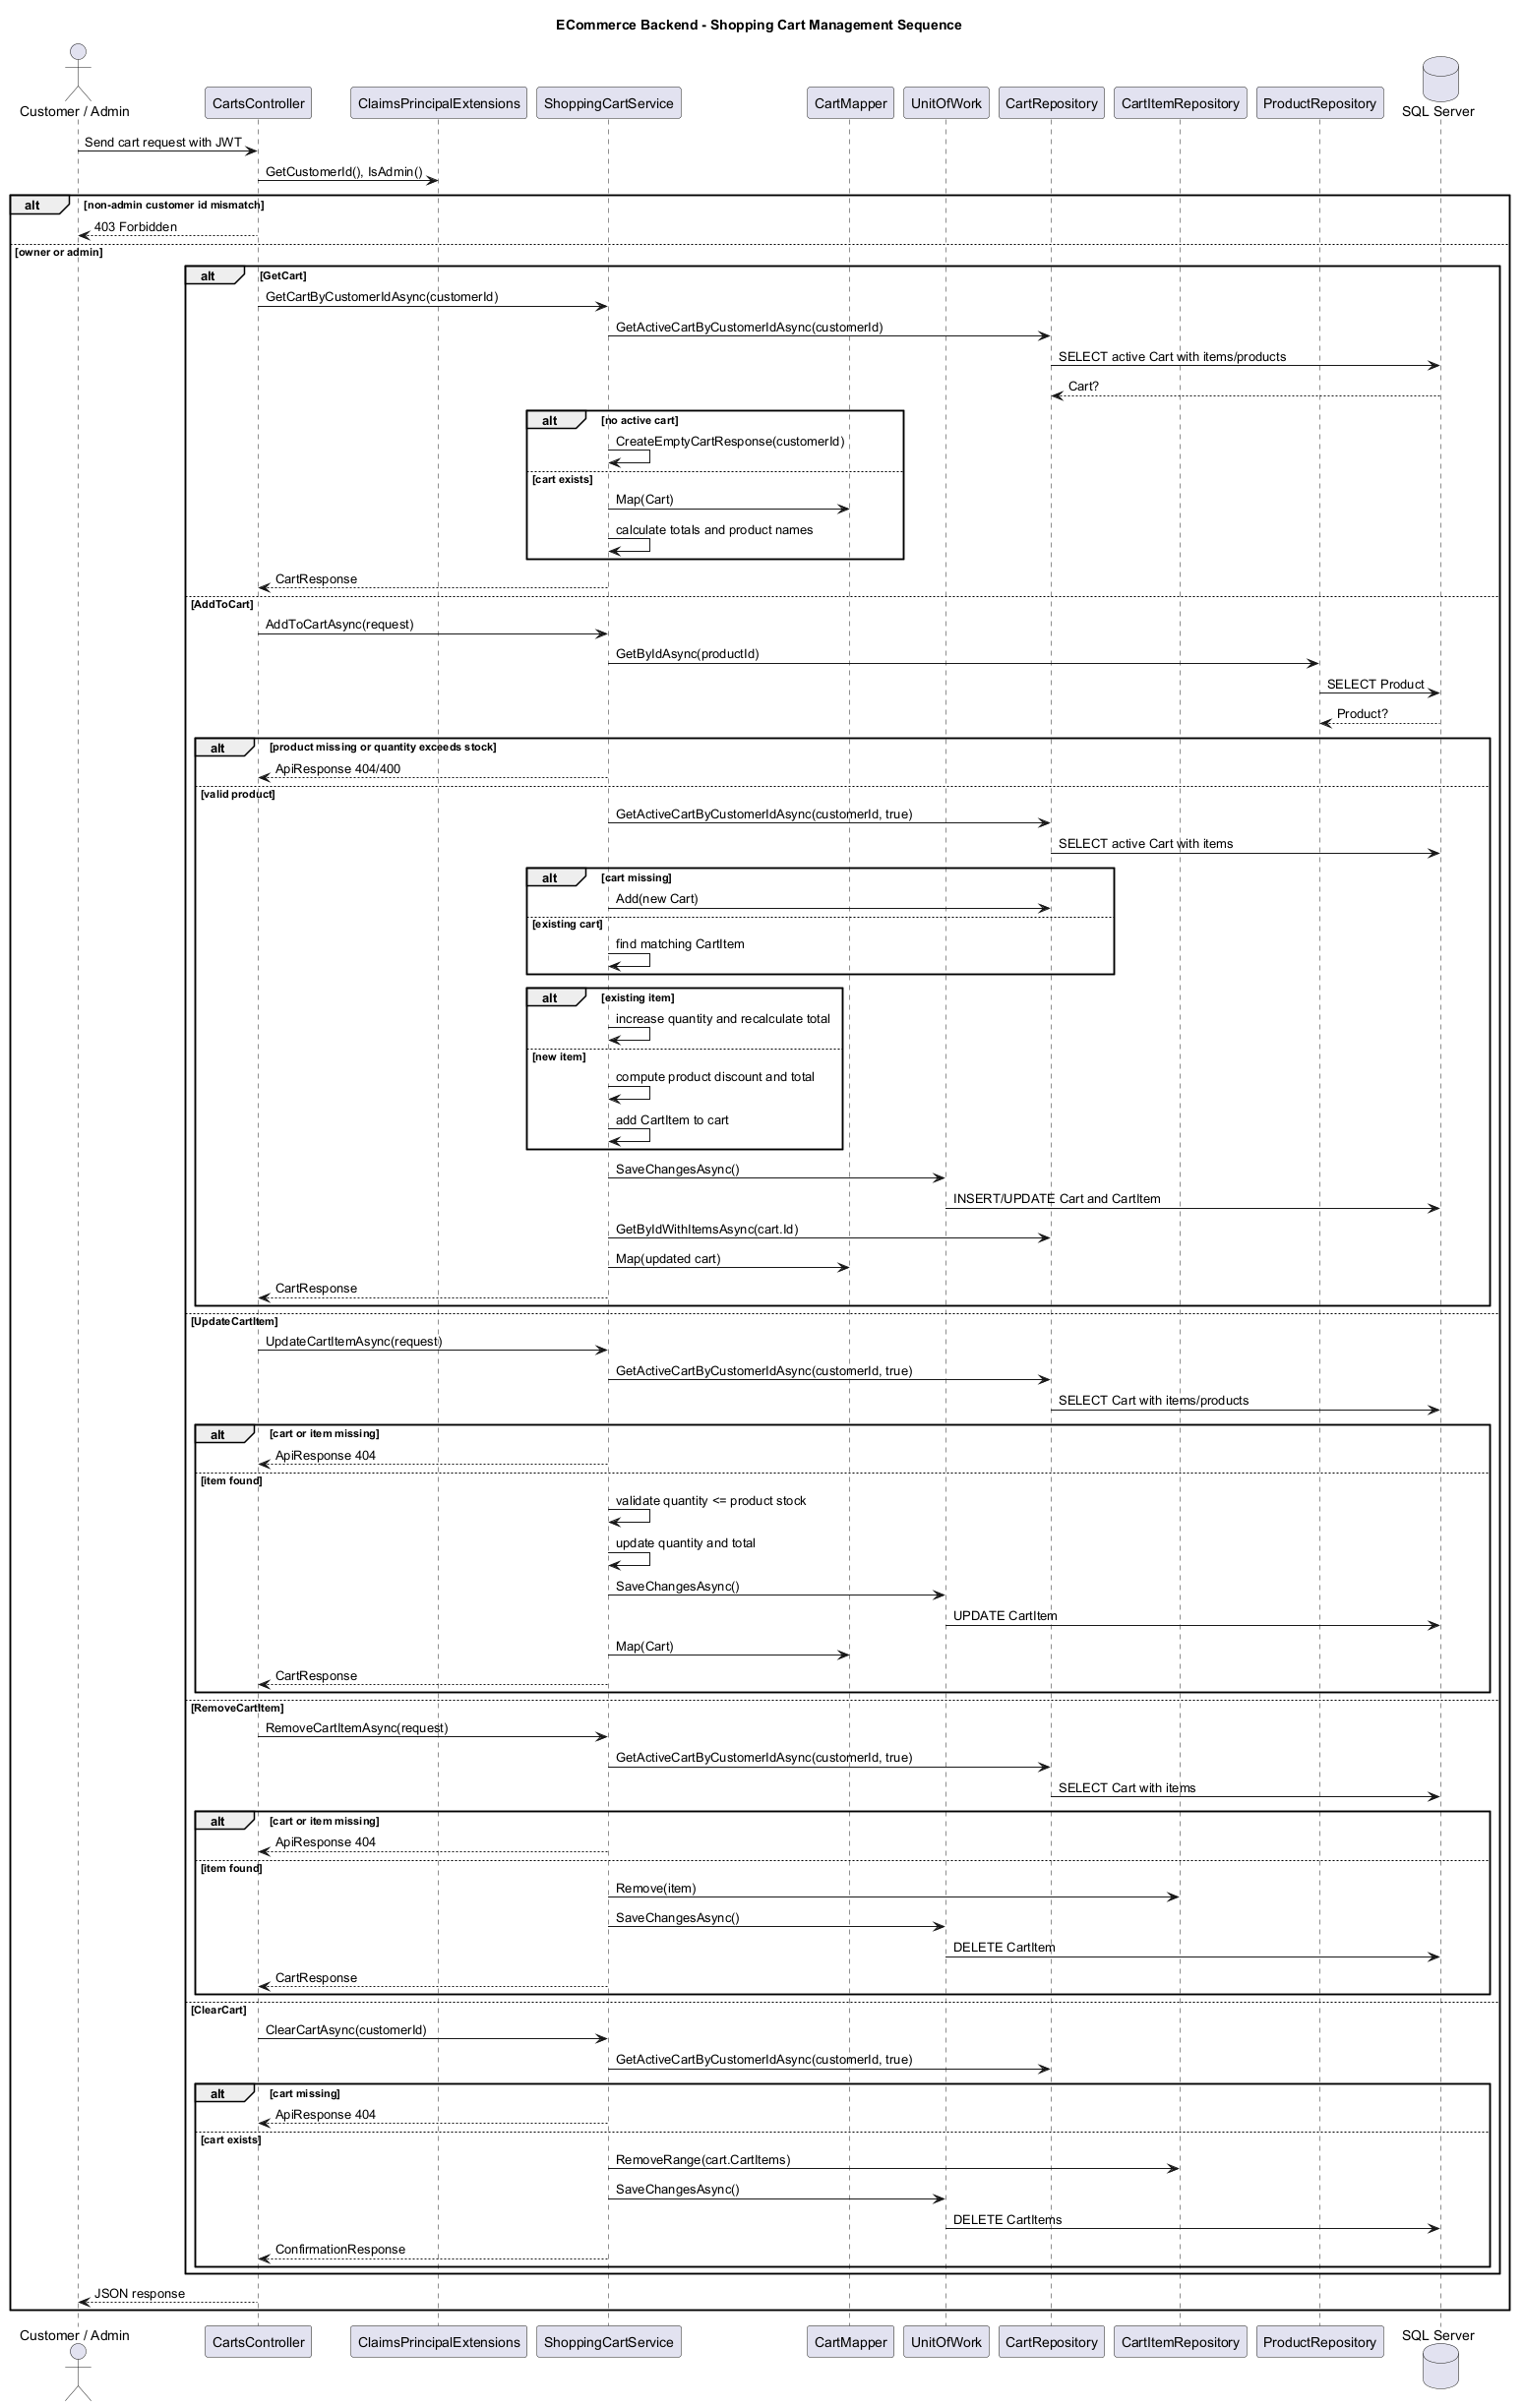 ECommerce Backend - Shopping Cart Management Sequence
Customer / Admin
CartsController
ClaimsPrincipalExtensions
ShoppingCartService
CartMapper
UnitOfWork
CartRepository
CartItemRepository
ProductRepository
SQL Server
Send cart request with JWT
GetCustomerId(), IsAdmin()
alt
[non-admin customer id mismatch]
403 Forbidden
[owner or admin]
alt
[GetCart]
GetCartByCustomerIdAsync(customerId)
GetActiveCartByCustomerIdAsync(customerId)
SELECT active Cart with items/products
Cart?
alt
[no active cart]
CreateEmptyCartResponse(customerId)
[cart exists]
Map(Cart)
calculate totals and product names
CartResponse
[AddToCart]
AddToCartAsync(request)
GetByIdAsync(productId)
SELECT Product
Product?
alt
[product missing or quantity exceeds stock]
ApiResponse 404/400
[valid product]
GetActiveCartByCustomerIdAsync(customerId, true)
SELECT active Cart with items
alt
[cart missing]
Add(new Cart)
[existing cart]
find matching CartItem
alt
[existing item]
increase quantity and recalculate total
[new item]
compute product discount and total
add CartItem to cart
SaveChangesAsync()
INSERT/UPDATE Cart and CartItem
GetByIdWithItemsAsync(cart.Id)
Map(updated cart)
CartResponse
[UpdateCartItem]
UpdateCartItemAsync(request)
GetActiveCartByCustomerIdAsync(customerId, true)
SELECT Cart with items/products
alt
[cart or item missing]
ApiResponse 404
[item found]
validate quantity <= product stock
update quantity and total
SaveChangesAsync()
UPDATE CartItem
Map(Cart)
CartResponse
[RemoveCartItem]
RemoveCartItemAsync(request)
GetActiveCartByCustomerIdAsync(customerId, true)
SELECT Cart with items
alt
[cart or item missing]
ApiResponse 404
[item found]
Remove(item)
SaveChangesAsync()
DELETE CartItem
CartResponse
[ClearCart]
ClearCartAsync(customerId)
GetActiveCartByCustomerIdAsync(customerId, true)
alt
[cart missing]
ApiResponse 404
[cart exists]
RemoveRange(cart.CartItems)
SaveChangesAsync()
DELETE CartItems
ConfirmationResponse
JSON response
Customer / Admin
CartsController
ClaimsPrincipalExtensions
ShoppingCartService
CartMapper
UnitOfWork
CartRepository
CartItemRepository
ProductRepository
SQL Server